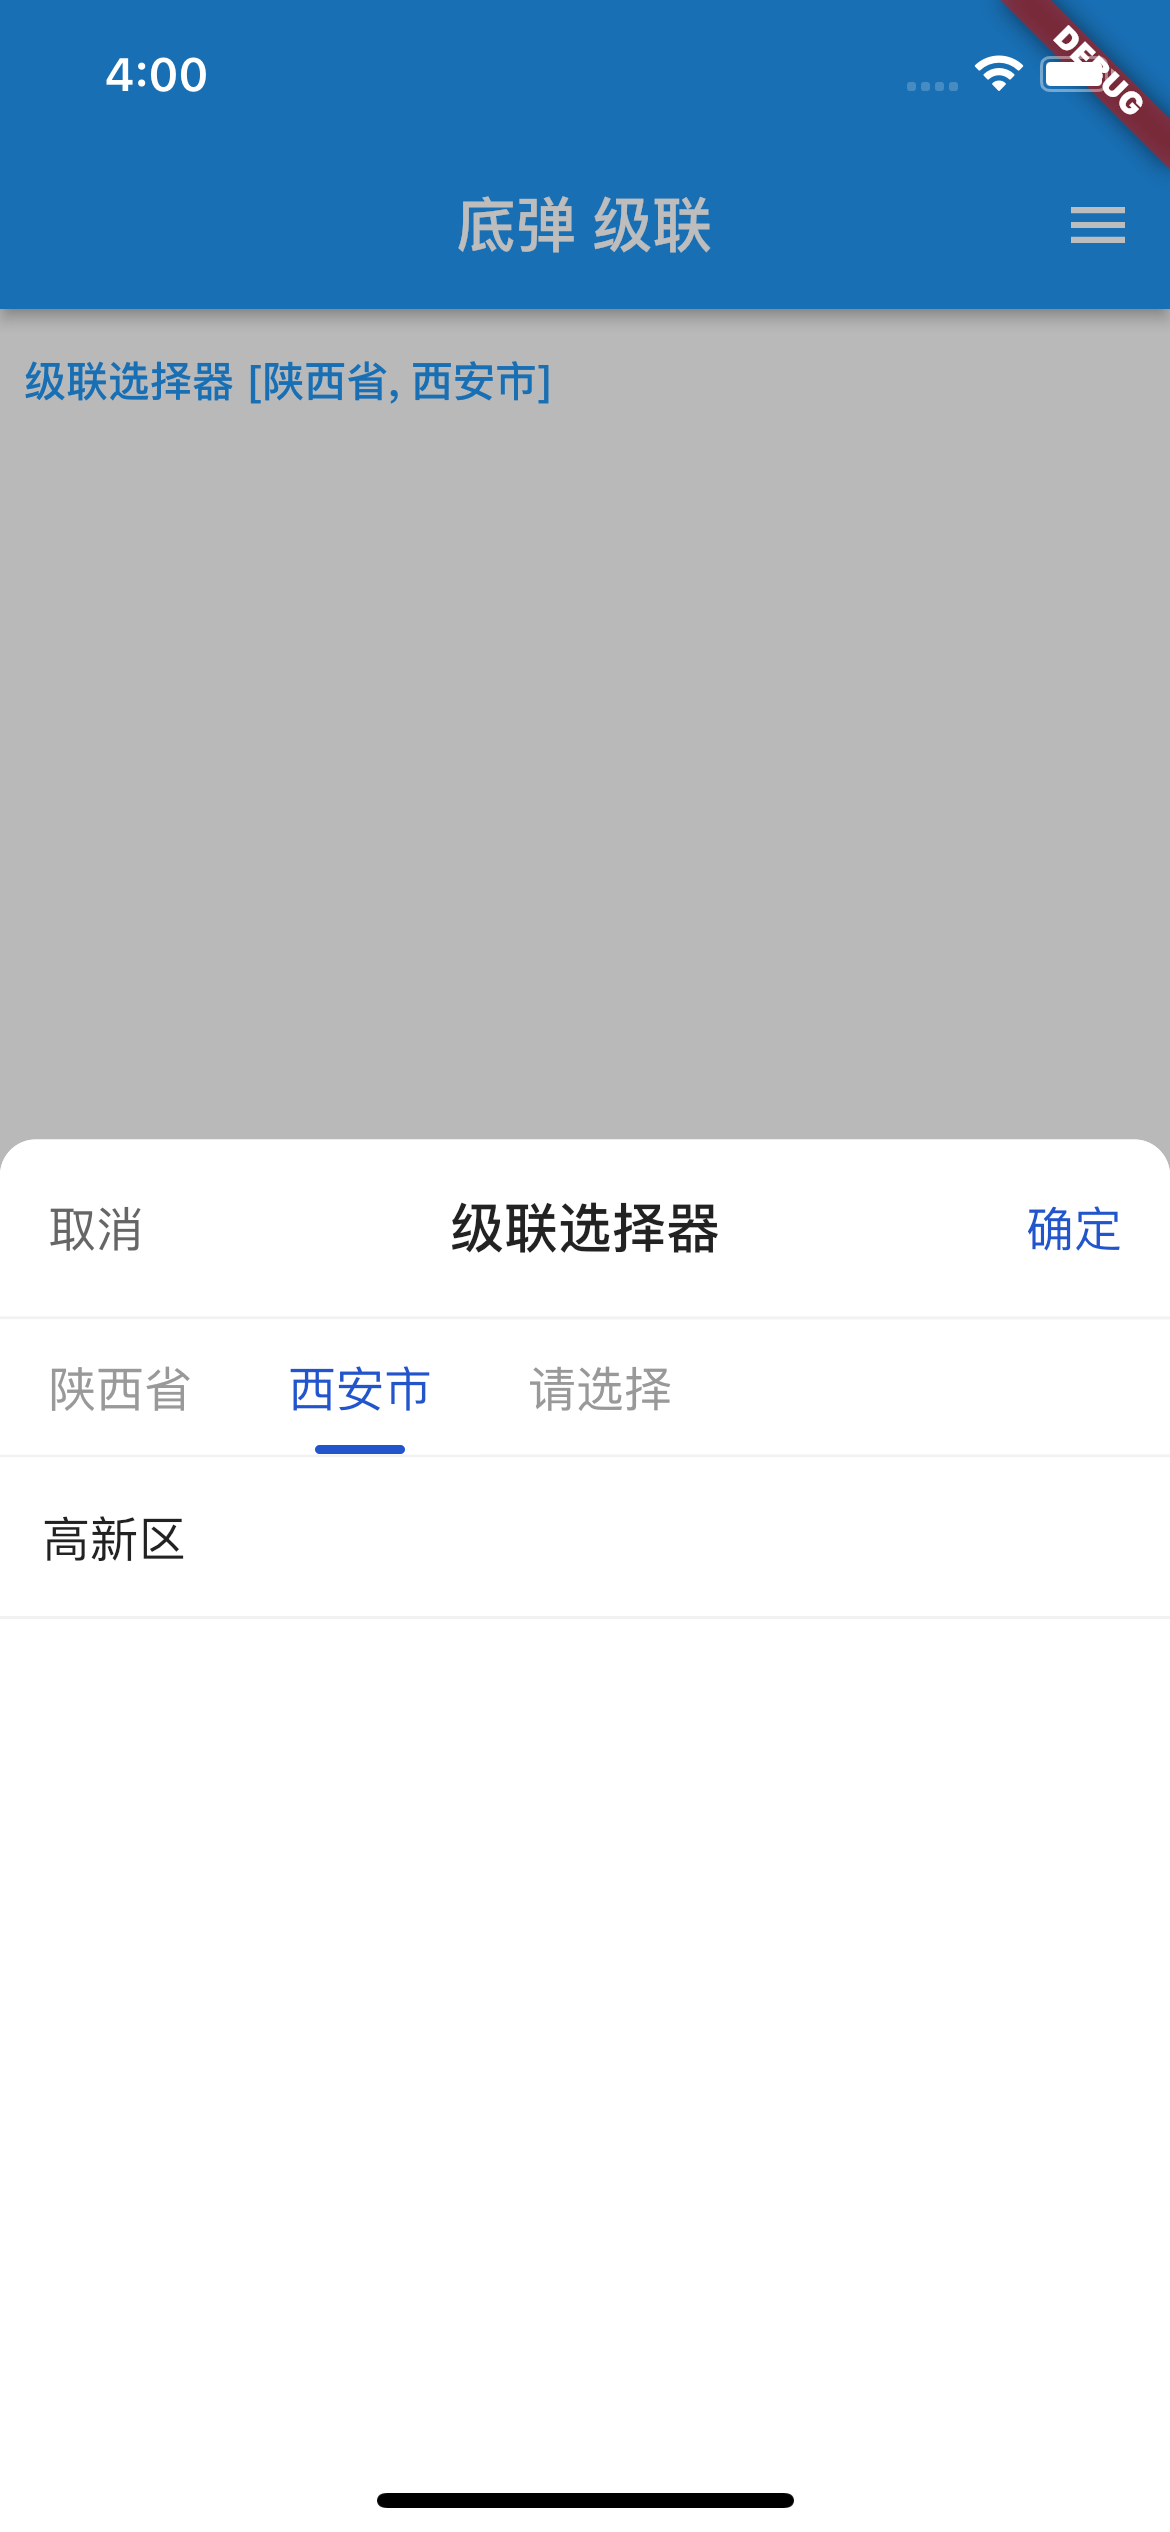 4:00
DEBUG
底弹 级联
级联选择器 [陕西省, 西安市]
取消 级联选择器 确定
陕西省 西安市 请选择
高新区